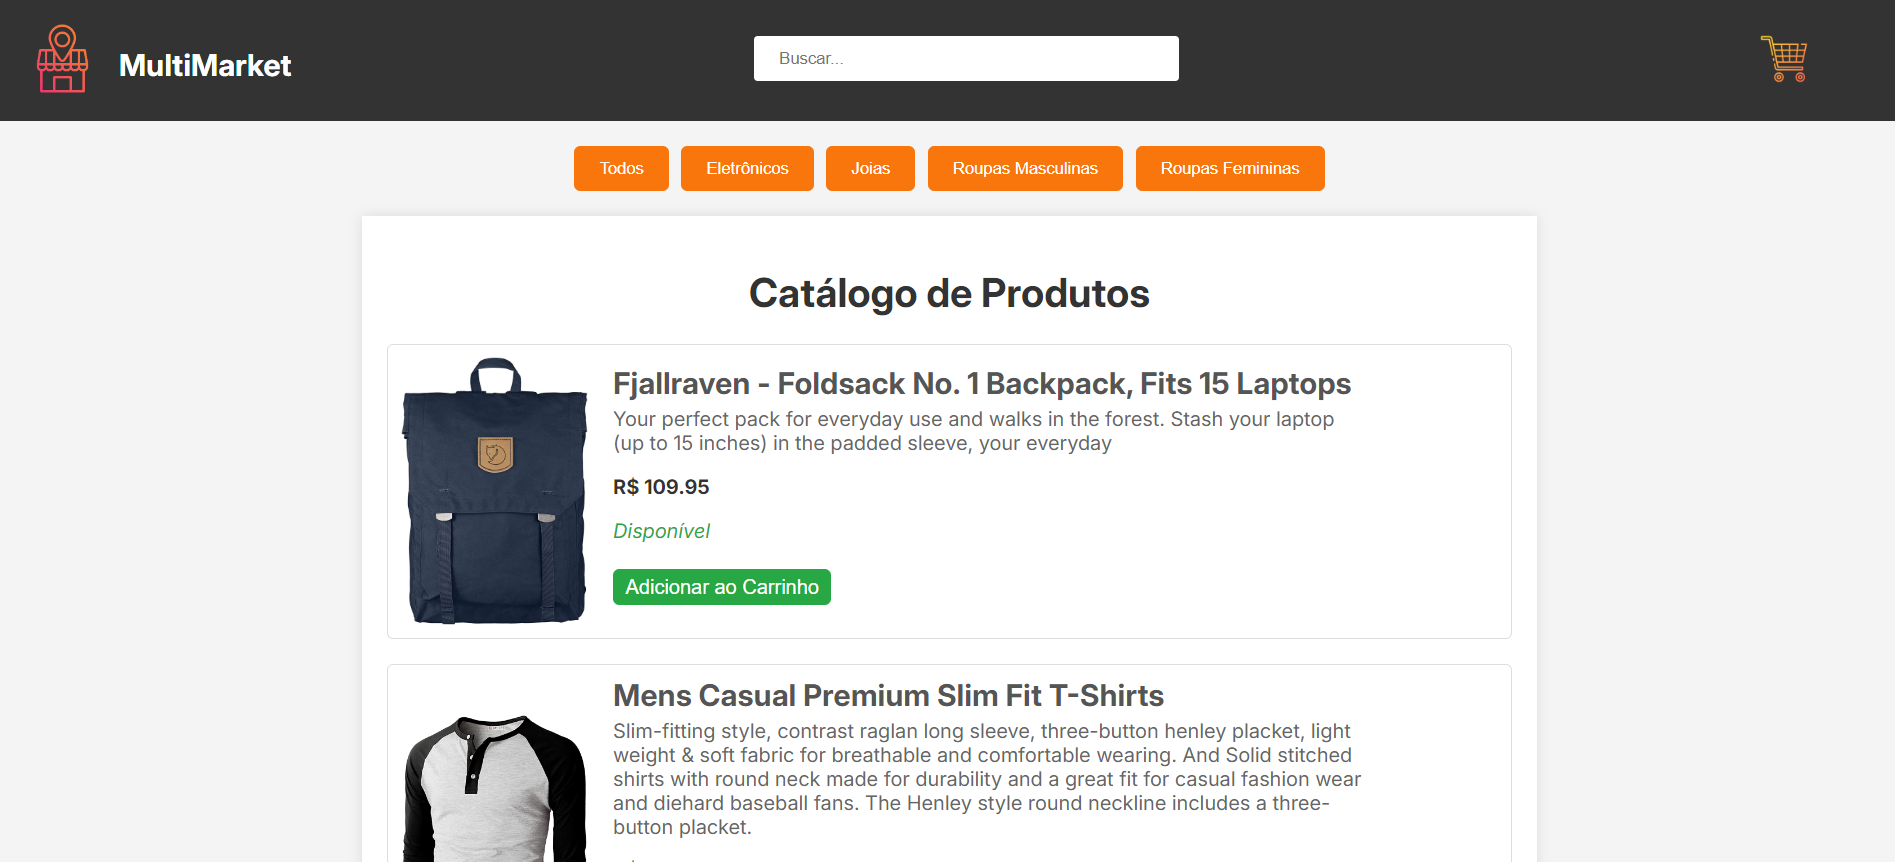 MultiMarket
Buscar...
Todos
Eletrônicos
Joias
Roupas Masculinas
Roupas Femininas
Catálogo de Produtos
Fjallraven - Foldsack No. 1 Backpack, Fits 15 Laptops
Your perfect pack for everyday use and walks in the forest. Stash your laptop
(up to 15 inches) in the padded sleeve, your everyday
R$ 109.95
Disponível
Adicionar ao Carrinho
Mens Casual Premium Slim Fit T-Shirts
Slim-fitting style, contrast raglan long sleeve, three-button henley placket, light
weight & soft fabric for breathable and comfortable wearing. And Solid stitched
shirts with round neck made for durability and a great fit for casual fashion wear
and diehard baseball fans. The Henley style round neckline includes a three-
button placket.